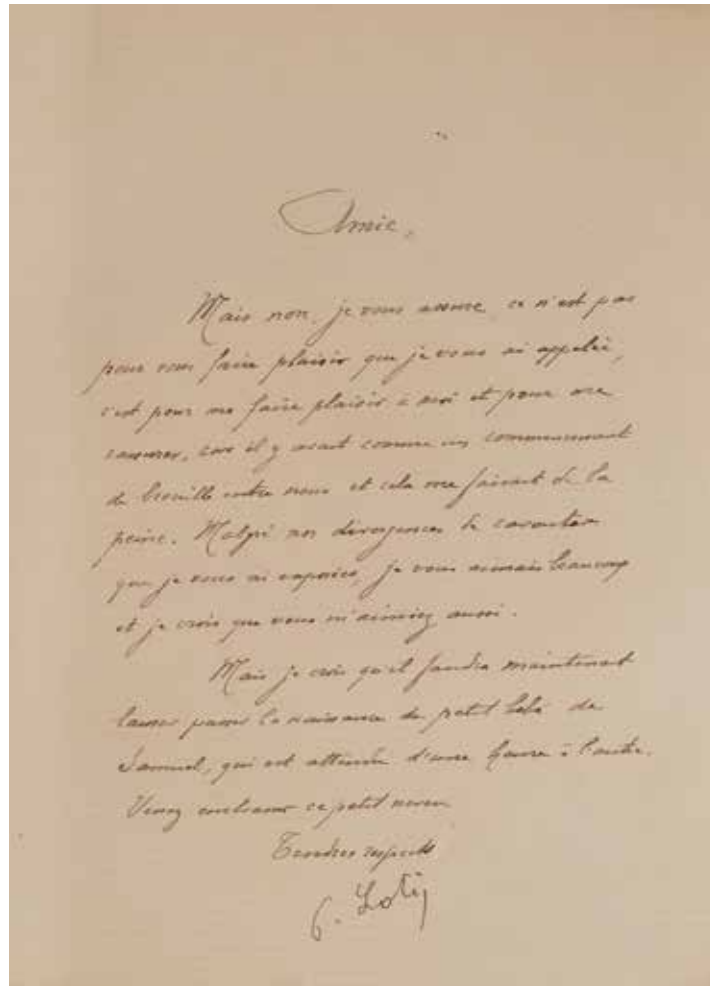 Amie,
Mais non, je vous assure, ce n'est pas
pour vous faire plaisir que je vous ai appelée,
c'est pour me faire plaisir à moi et pour me
rassurer, car il y avait comme un commencement
de brouille entre nous et cela me faisait de la
peine. Malgré nos divergences de caractère
que je vous ai exposées, je vous aimais beaucoup
et je crois que vous m'aimiez aussi.
Mais je crois qu'il faudra maintenant
laisser passer la naissance du petit bébé de
Samuel, qui est attendu d'une heure à l'autre.
Venez embrasser ce petit neveu
Tendres respects
P. Loti